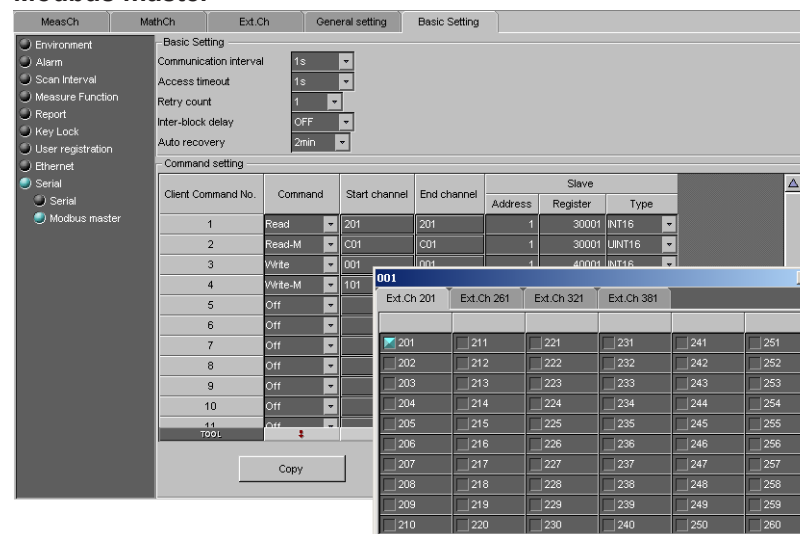 MeasCh MathCh Ext.Ch General setting Basic Setting
Environment
Alarm
Scan Interval
Measure Function
Report
Key Lock
User registration
Ethernet
Serial
Serial
Modbus master
Basic Setting
Communication interval 1s
Access timeout 1s
Retry count 1
Inter-block delay OFF
Auto recovery 2min
Command setting
Client Command No. Command Start channel End channel Slave
Address Register Type
1 Read 201 201 1 30001 INT16
2 Read-M C01 C01 1 30001 UINT16
3 Write 001 001 1 40001 INT16
4 Write-M 101
5 Off
6 Off
7 Off
8 Off
9 Off
10 Off
11 Off
TOOL
Copy
001
Ext.Ch 201 Ext.Ch 261 Ext.Ch 321 Ext.Ch 381
201 211 221 231 241 251
202 212 222 232 242 252
203 213 223 233 243 253
204 214 224 234 244 254
205 215 225 235 245 255
206 216 226 236 246 256
207 217 227 237 247 257
208 218 228 238 248 258
209 219 229 239 249 259
210 220 230 240 250 260